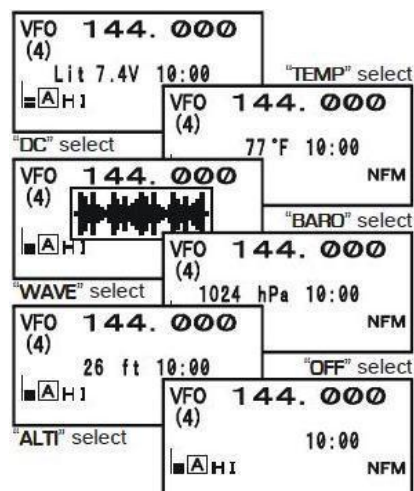 VFO 144. 000
(4)
Lit 7.4V 10:00
A H I
"TEMP" select
VFO 144. 000
(4)
77°F 10:00
NFM
"DC" select
VFO 144. 000
(4)
A H I
"BARO" select
VFO 144. 000
(4)
1024 hPa 10:00
NFM
"WAVE" select
VFO 144. 000
(4)
26 ft 10:00
A H I
"OFF" select
VFO 144. 000
(4)
10:00
A H I
NFM
"ALTI" select